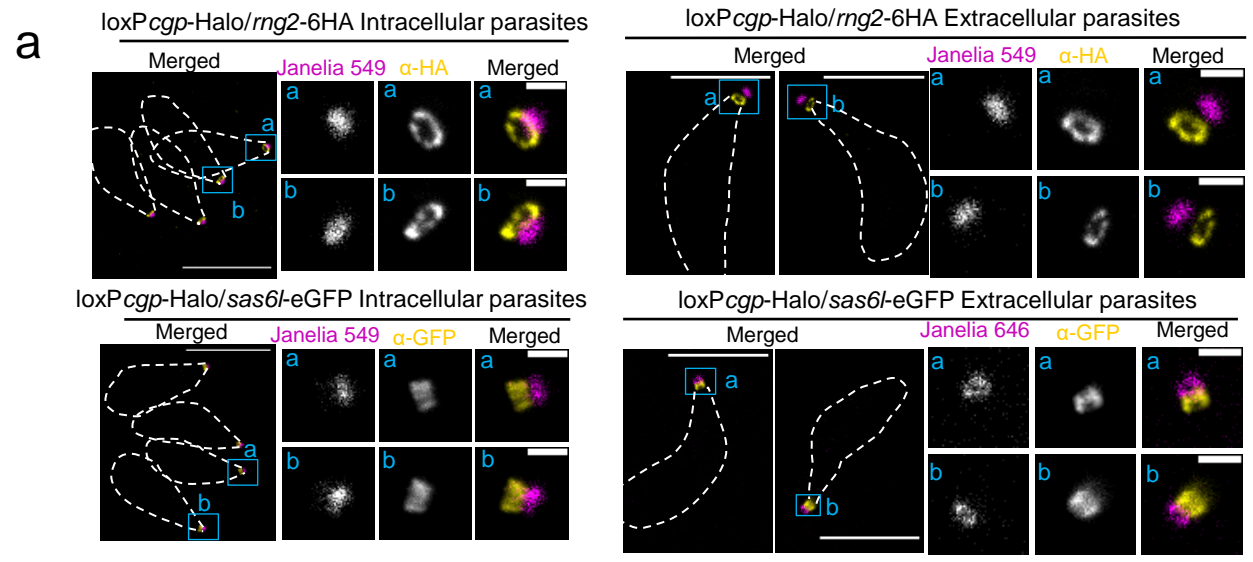 a
loxPcgp-Halo/rng2-6HA Intracellular parasites
Merged
Janelia 549
α-HA
Merged
a
b
a
a
a
b
b
b
loxPcgp-Halo/rng2-6HA Extracellular parasites
Merged
Janelia 549
α-HA
Merged
a
b
a
a
a
b
b
b
loxPcgp-Halo/sas6l-eGFP Intracellular parasites
Merged
Janelia 549
α-GFP
Merged
a
b
a
a
a
b
b
b
loxPcgp-Halo/sas6l-eGFP Extracellular parasites
Merged
Janelia 646
α-GFP
Merged
a
b
a
a
a
b
b
b